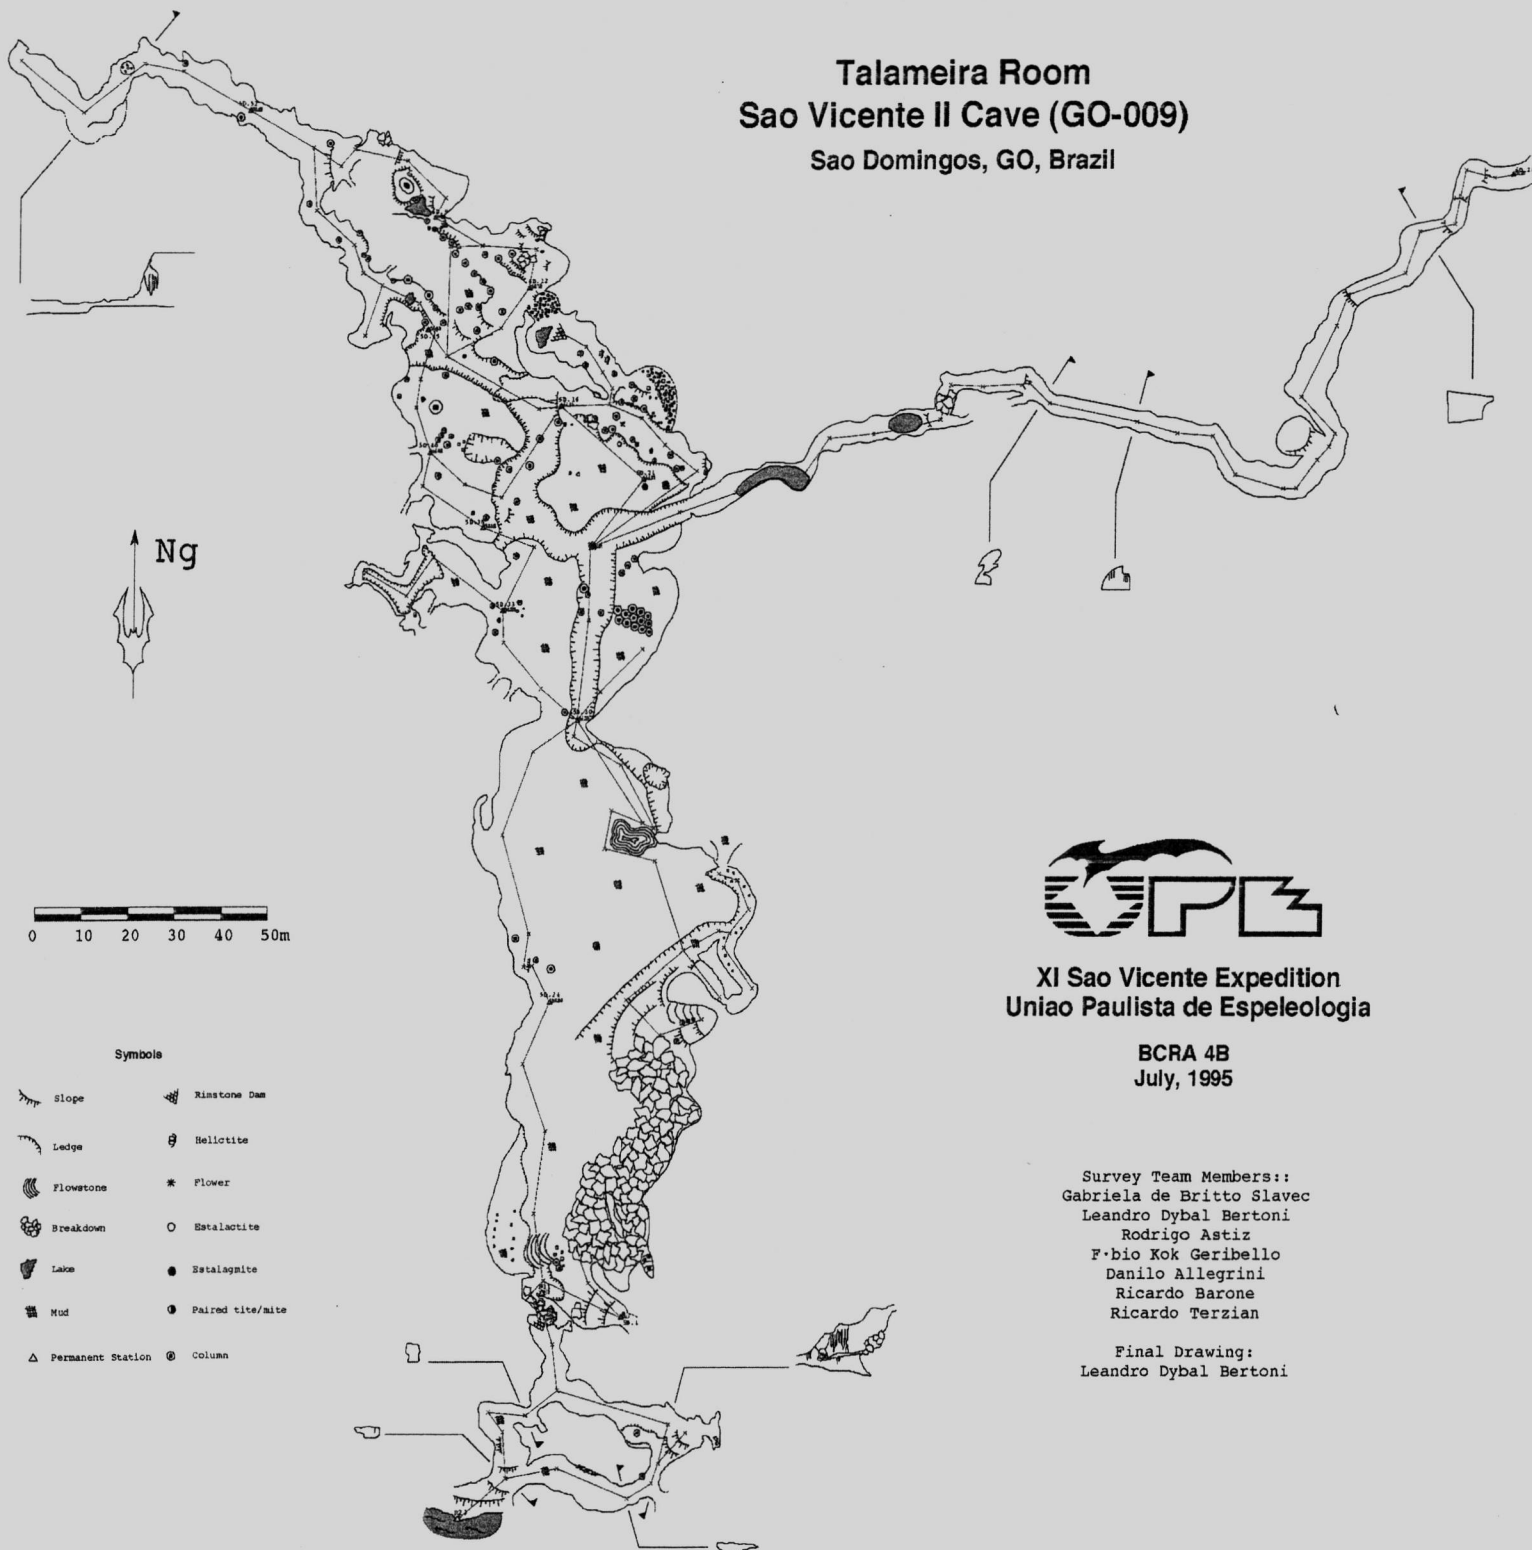 Talameira Room
Sao Vicente II Cave (GO-009)
Sao Domingos, GO, Brazil
Ng
0 10 20 30 40 50m
Symbols
Slope
Rimstone Dam
Ledge
Helictite
Flowstone
Flower
Breakdown
Estalactite
Lake
Estalagmite
Mud
Paired tite/mite
Permanent Station
Column
UPE
XI Sao Vicente Expedition
Uniao Paulista de Espeleologia
BCRA 4B
July, 1995
Survey Team Members::
Gabriela de Britto Slavec
Leandro Dybal Bertoni
Rodrigo Astiz
F·bio Kok Geribello
Danilo Allegrini
Ricardo Barone
Ricardo Terzian
Final Drawing:
Leandro Dybal Bertoni